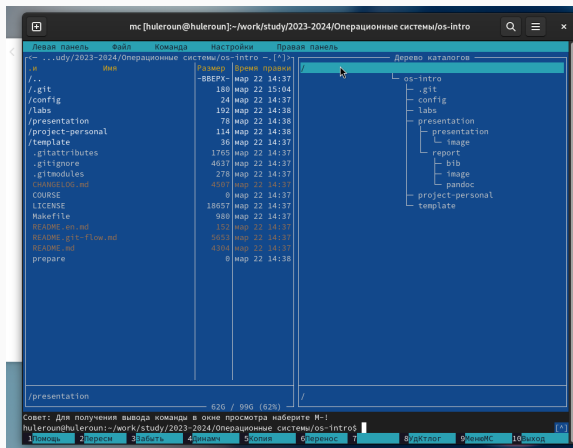 mc [huleroun@huleroun]:~/work/study/2023-2024/Операционные системы/os-intro
Левая панель Файл Команда Настройки Правая панель
<— ...udy/2023-2024/Операционные системы/os-intro —.[^]>
.и Имя Размер Время правки
/.. -ВВЕРХ- мар 22 14:37
/.git 180 мар 22 15:04
/config 24 мар 22 14:37
/labs 192 мар 22 14:38
/presentation 78 мар 22 14:38
/project-personal 114 мар 22 14:38
/template 36 мар 22 14:37
.gitattributes 1765 мар 22 14:37
.gitignore 4637 мар 22 14:37
.gitmodules 278 мар 22 14:37
CHANGELOG.md 4507 мар 22 14:37
COURSE 0 мар 22 14:37
LICENSE 18657 мар 22 14:37
Makefile 980 мар 22 14:37
README.en.md 152 мар 22 14:37
README.git-flow.md 5653 мар 22 14:37
README.md 4304 мар 22 14:37
prepare 0 мар 22 14:38
/presentation
62G / 99G (62%)
Дерево каталогов
/
os-intro
.git
config
labs
presentation
presentation
image
report
bib
image
pandoc
project-personal
template
/
Совет: Для получения вывода команды в окне просмотра наберите M-!
huleroun@huleroun:~/work/study/2023-2024/Операционные системы/os-intro$ [^]
1Помощь 2Пересм 3Забыть 4Динамч 5Копия 6Перенос 7 8УдКтлог 9МенюMC 10Выход